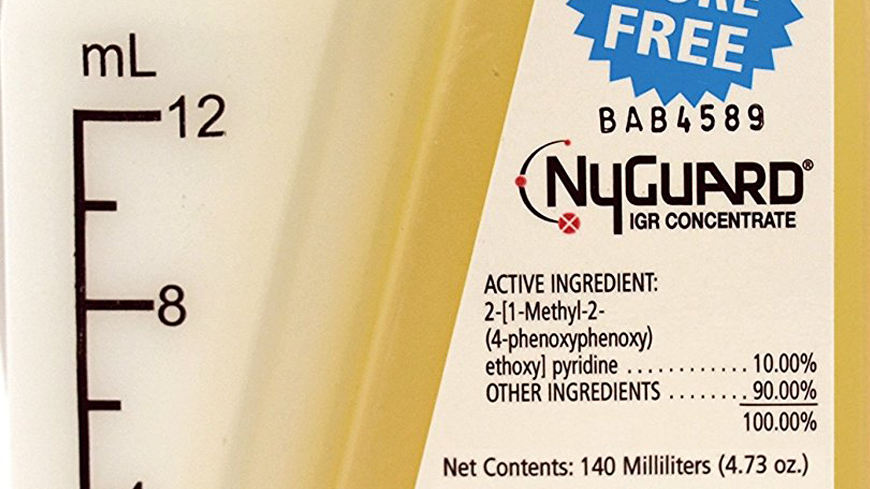 mL
12
8
FREE
BAB4589
NyGUARD®
IGR CONCENTRATE
ACTIVE INGREDIENT:
2-[1-Methyl-2-
(4-phenoxyphenoxy)
ethoxy] pyridine . . . . . . . . . . . . 10.00%
OTHER INGREDIENTS . . . . . . . . 90.00%
100.00%
Net Contents: 140 Milliliters (4.73 oz.)